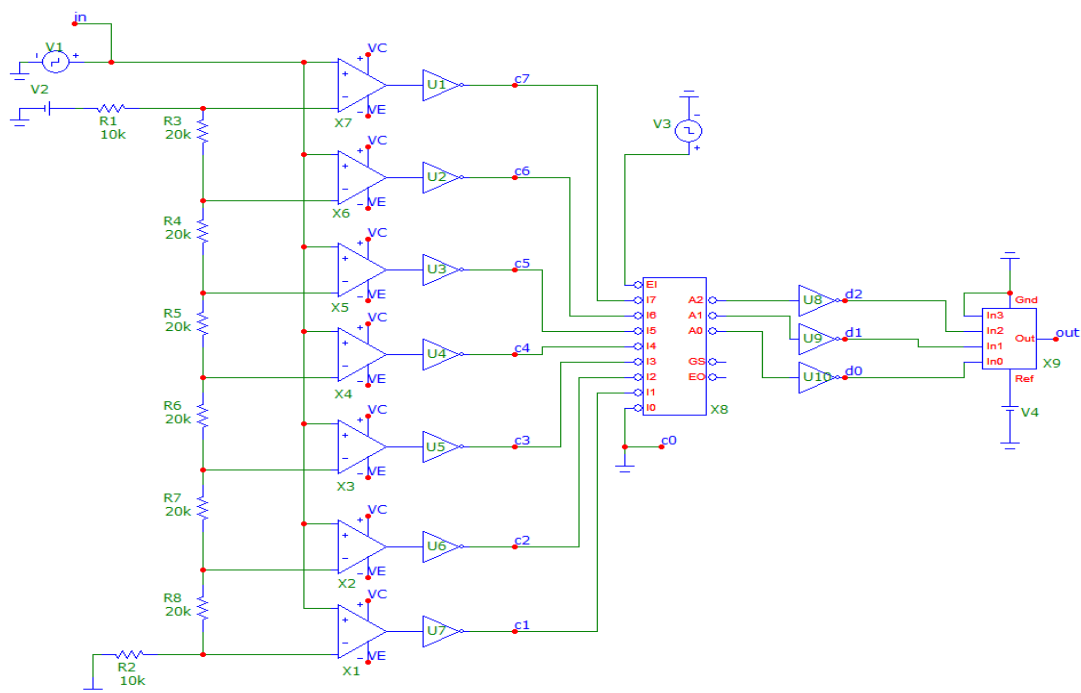 in
V1
V2
R1
10k
R3
20k
R4
20k
R5
20k
R6
20k
R7
20k
R8
20k
R2
10k
VC
VE
X7
U1
c7
VC
VE
X6
U2
c6
VC
VE
X5
U3
c5
VC
VE
X4
U4
c4
VC
VE
X3
U5
c3
VC
VE
X2
U6
c2
VC
VE
X1
U7
c1
V3
EI
I7
I6
I5
I4
I3
I2
I1
I0
A2
A1
A0
GS
EO
X8
c0
U8
d2
U9
d1
U10
d0
Gnd
In3
In2
In1
In0
Out
Ref
X9
out
V4